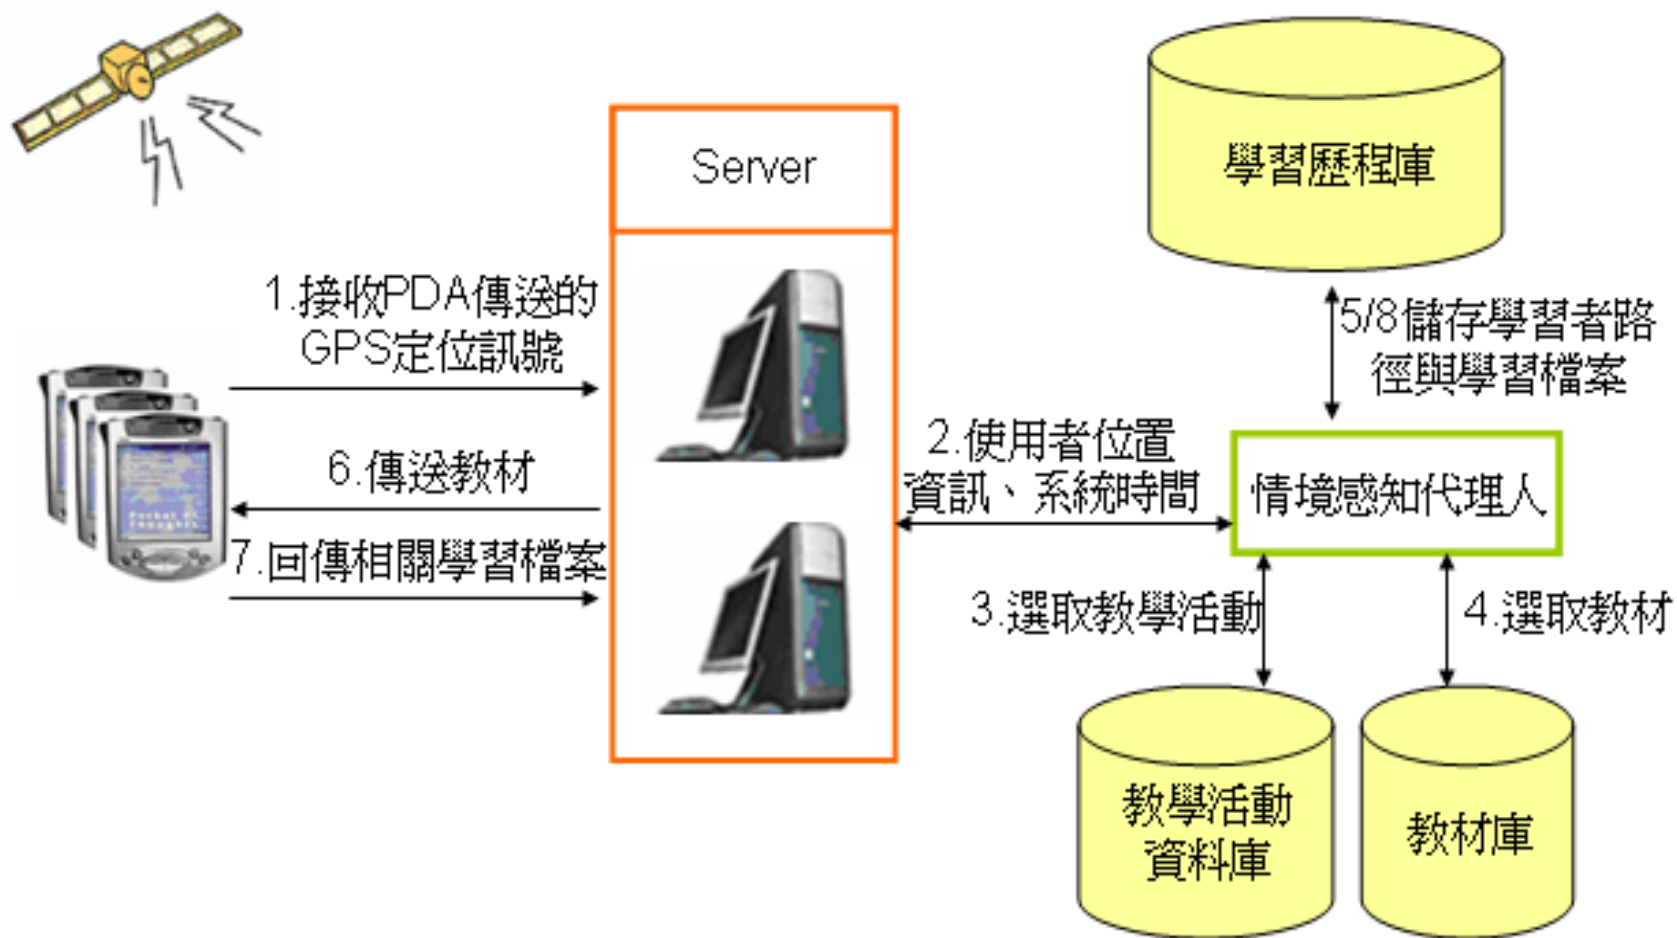 Server
學習歷程庫
1.接收PDA傳送的
GPS定位訊號
5/8儲存學習者路
徑與學習檔案
6.傳送教材
2.使用者位置
資訊、系統時間
情境感知代理人
7.回傳相關學習檔案
3.選取教學活動
4.選取教材
教學活動
資料庫
教材庫